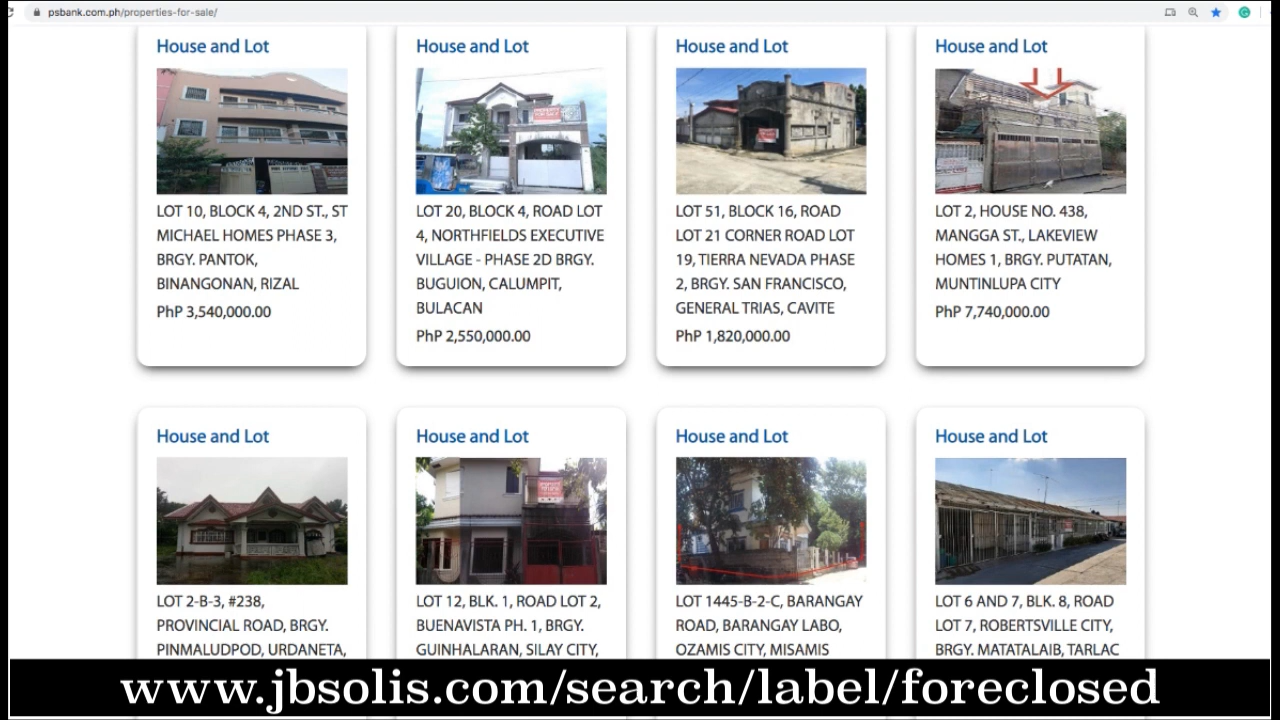 psbank.com.ph/properties-for-sale/
House and Lot
LOT 10, BLOCK 4, 2ND ST., ST
MICHAEL HOMES PHASE 3,
BRGY. PANTOK,
BINANGONAN, RIZAL
PhP 3,540,000.00
House and Lot
LOT 20, BLOCK 4, ROAD LOT
4, NORTHFIELDS EXECUTIVE
VILLAGE - PHASE 2D BRGY.
BUGUION, CALUMPIT,
BULACAN
PhP 2,550,000.00
House and Lot
LOT 51, BLOCK 16, ROAD
LOT 21 CORNER ROAD LOT
19, TIERRA NEVADA PHASE
2, BRGY. SAN FRANCISCO,
GENERAL TRIAS, CAVITE
PhP 1,820,000.00
House and Lot
LOT 2, HOUSE NO. 438,
MANGGA ST., LAKEVIEW
HOMES 1, BRGY. PUTATAN,
MUNTINLUPA CITY
PhP 7,740,000.00
House and Lot
LOT 2-B-3, #238,
PROVINCIAL ROAD, BRGY.
PINMALUDPOD, URDANETA,
House and Lot
LOT 12, BLK. 1, ROAD LOT 2,
BUENAVISTA PH. 1, BRGY.
GUINHALARAN, SILAY CITY,
House and Lot
LOT 1445-B-2-C, BARANGAY
ROAD, BARANGAY LABO,
OZAMIS CITY, MISAMIS
House and Lot
LOT 6 AND 7, BLK. 8, ROAD
LOT 7, ROBERTSVILLE CITY,
BRGY. MATATALAIB, TARLAC
www.jbsolis.com/search/label/foreclosed